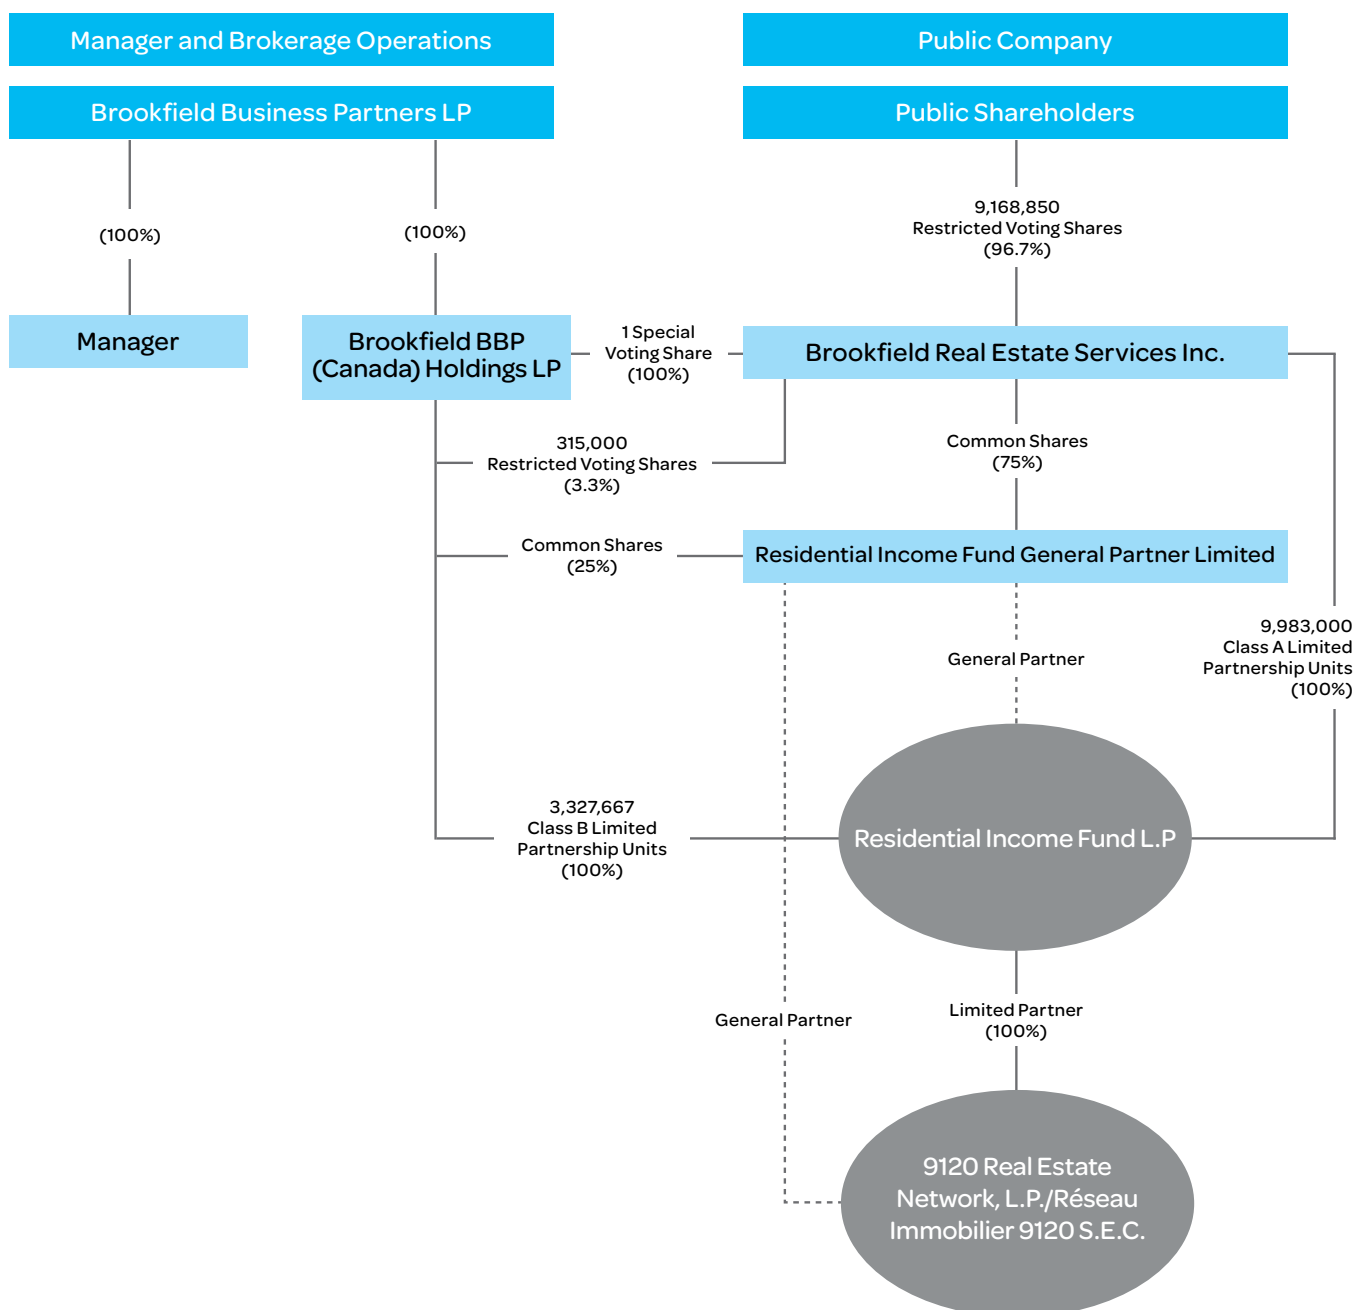 Manager and Brokerage Operations
Public Company
Brookfield Business Partners LP
Public Shareholders
(100%)
(100%)
9,168,850
Restricted Voting Shares
(96.7%)
Manager
Brookfield BBP
(Canada) Holdings LP
1 Special
Voting Share
(100%)
Brookfield Real Estate Services Inc.
315,000
Restricted Voting Shares
(3.3%)
Common Shares
(75%)
Common Shares
(25%)
Residential Income Fund General Partner Limited
General Partner
9,983,000
Class A Limited
Partnership Units
(100%)
3,327,667
Class B Limited
Partnership Units
(100%)
Residential Income Fund L.P
General Partner
Limited Partner
(100%)
9120 Real Estate
Network, L.P./Réseau
Immobilier 9120 S.E.C.